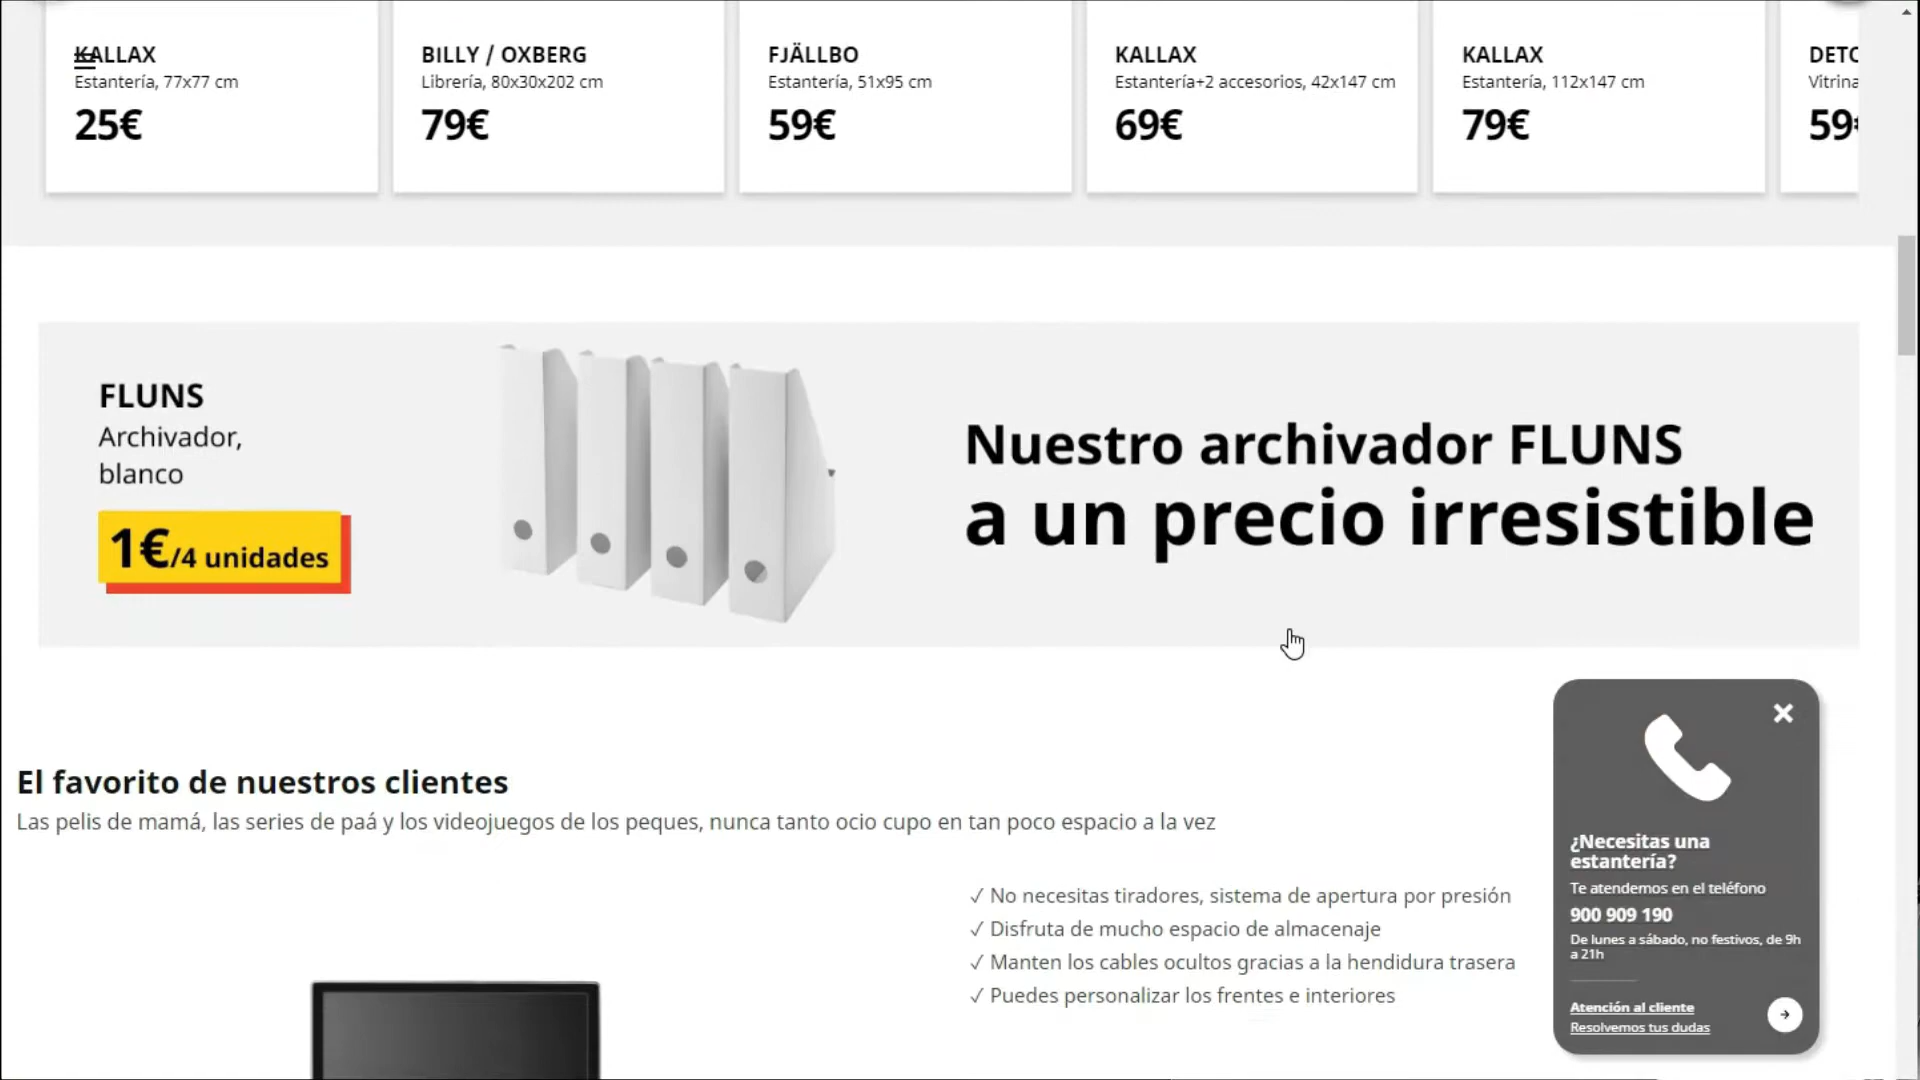 KALLAX
Estantería, 77x77 cm
25€
BILLY / OXBERG
Librería, 80x30x202 cm
79€
FJÄLLBO
Estantería, 51x95 cm
59€
KALLAX
Estantería+2 accesorios, 42x147 cm
69€
KALLAX
Estantería, 112x147 cm
79€
Vitrina
59€
FLUNS
Archivador,
blanco
1€/4 unidades
Nuestro archivador FLUNS
a un precio irresistible
El favorito de nuestros clientes
Las pelis de mamá, las series de paá y los videojuegos de los peques, nunca tanto ocio cupo en tan poco espacio a la vez
✓ No necesitas tiradores, sistema de apertura por presión
✓ Disfruta de mucho espacio de almacenaje
✓ Manten los cables ocultos gracias a la hendidura trasera
✓ Puedes personalizar los frentes e interiores
¿Necesitas una
estantería?
Te atendemos en el teléfono
900 909 190
De lunes a sábado, no festivos, de 9h
a 21h
Atención al cliente
Resolvemos tus dudas